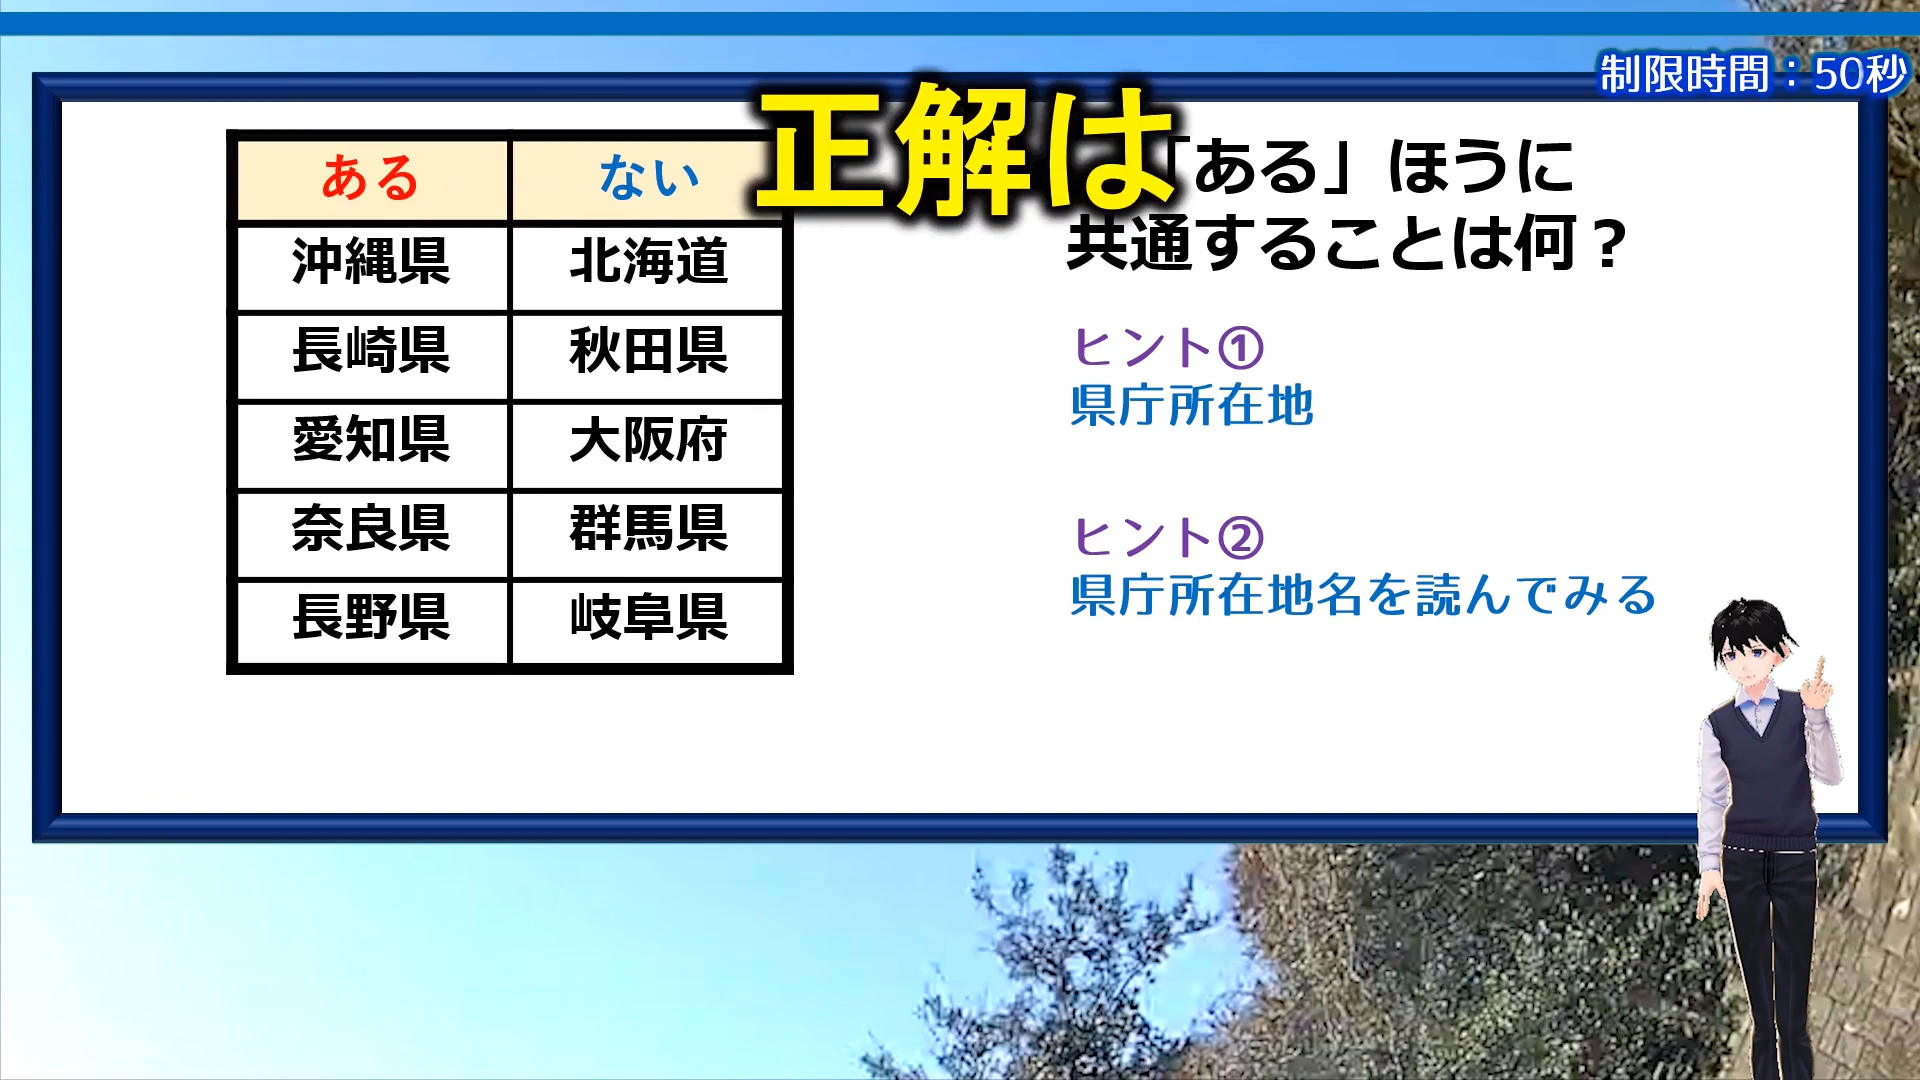 制限時間：50秒
正解は
ある ない
沖縄県 北海道
長崎県 秋田県
愛知県 大阪府
奈良県 群馬県
長野県 岐阜県
「ある」ほうに
共通することは何？
ヒント①
県庁所在地
ヒント②
県庁所在地名を読んでみる